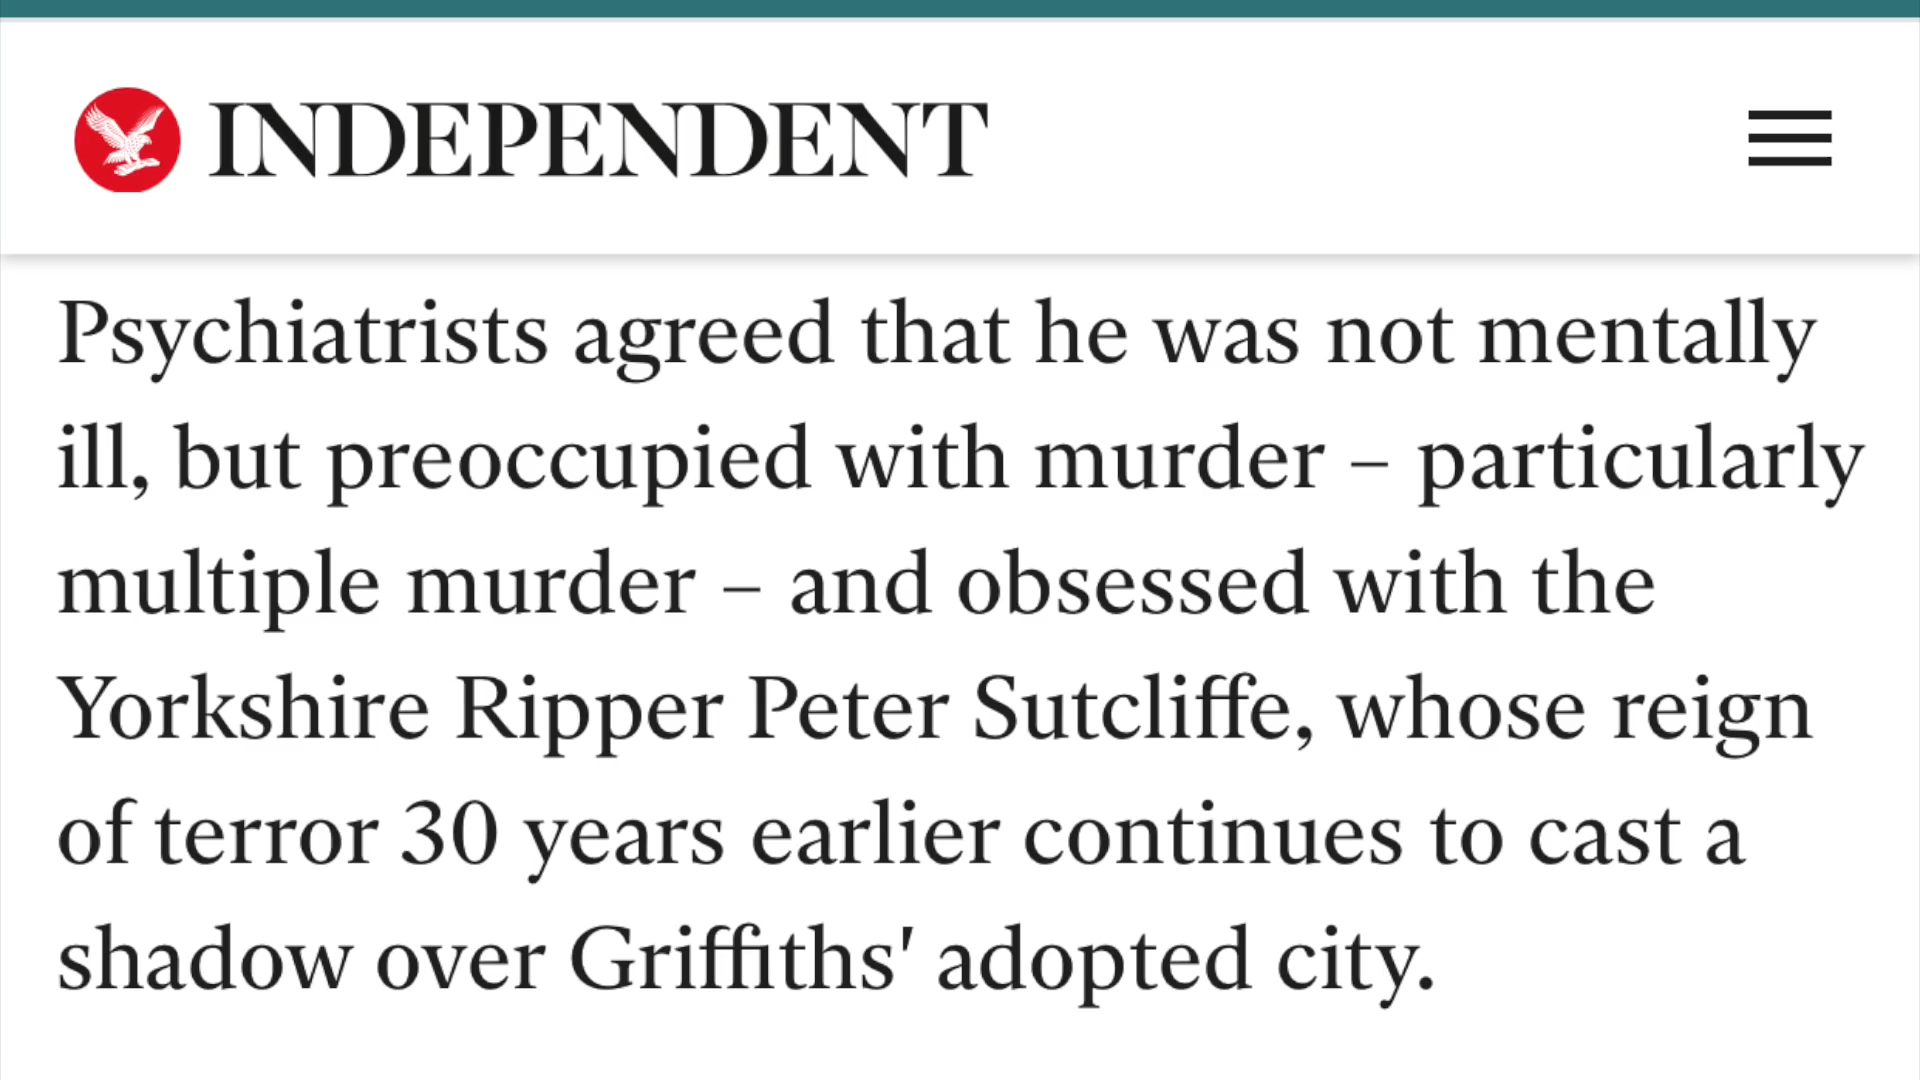 INDEPENDENT
Psychiatrists agreed that he was not mentally
ill, but preoccupied with murder – particularly
multiple murder – and obsessed with the
Yorkshire Ripper Peter Sutcliffe, whose reign
of terror 30 years earlier continues to cast a
shadow over Griffiths' adopted city.